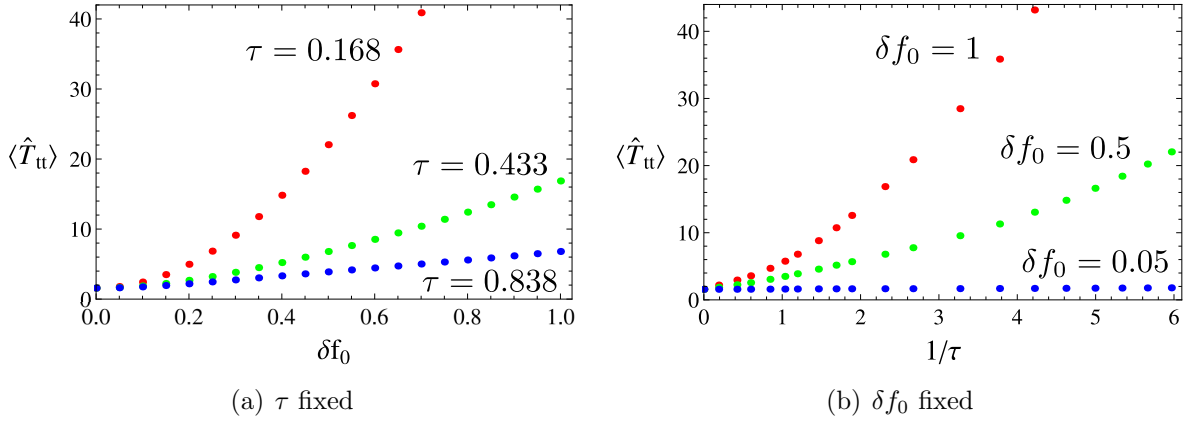 40
30
20
10
0
⟨T̂tt⟩
τ = 0.168
τ = 0.433
τ = 0.838
0.0 0.2 0.4 0.6 0.8 1.0
δf₀
(a) τ fixed
40
30
20
10
0
⟨T̂tt⟩
δf₀ = 1
δf₀ = 0.5
δf₀ = 0.05
0 1 2 3 4 5 6
1/τ
(b) δf₀ fixed